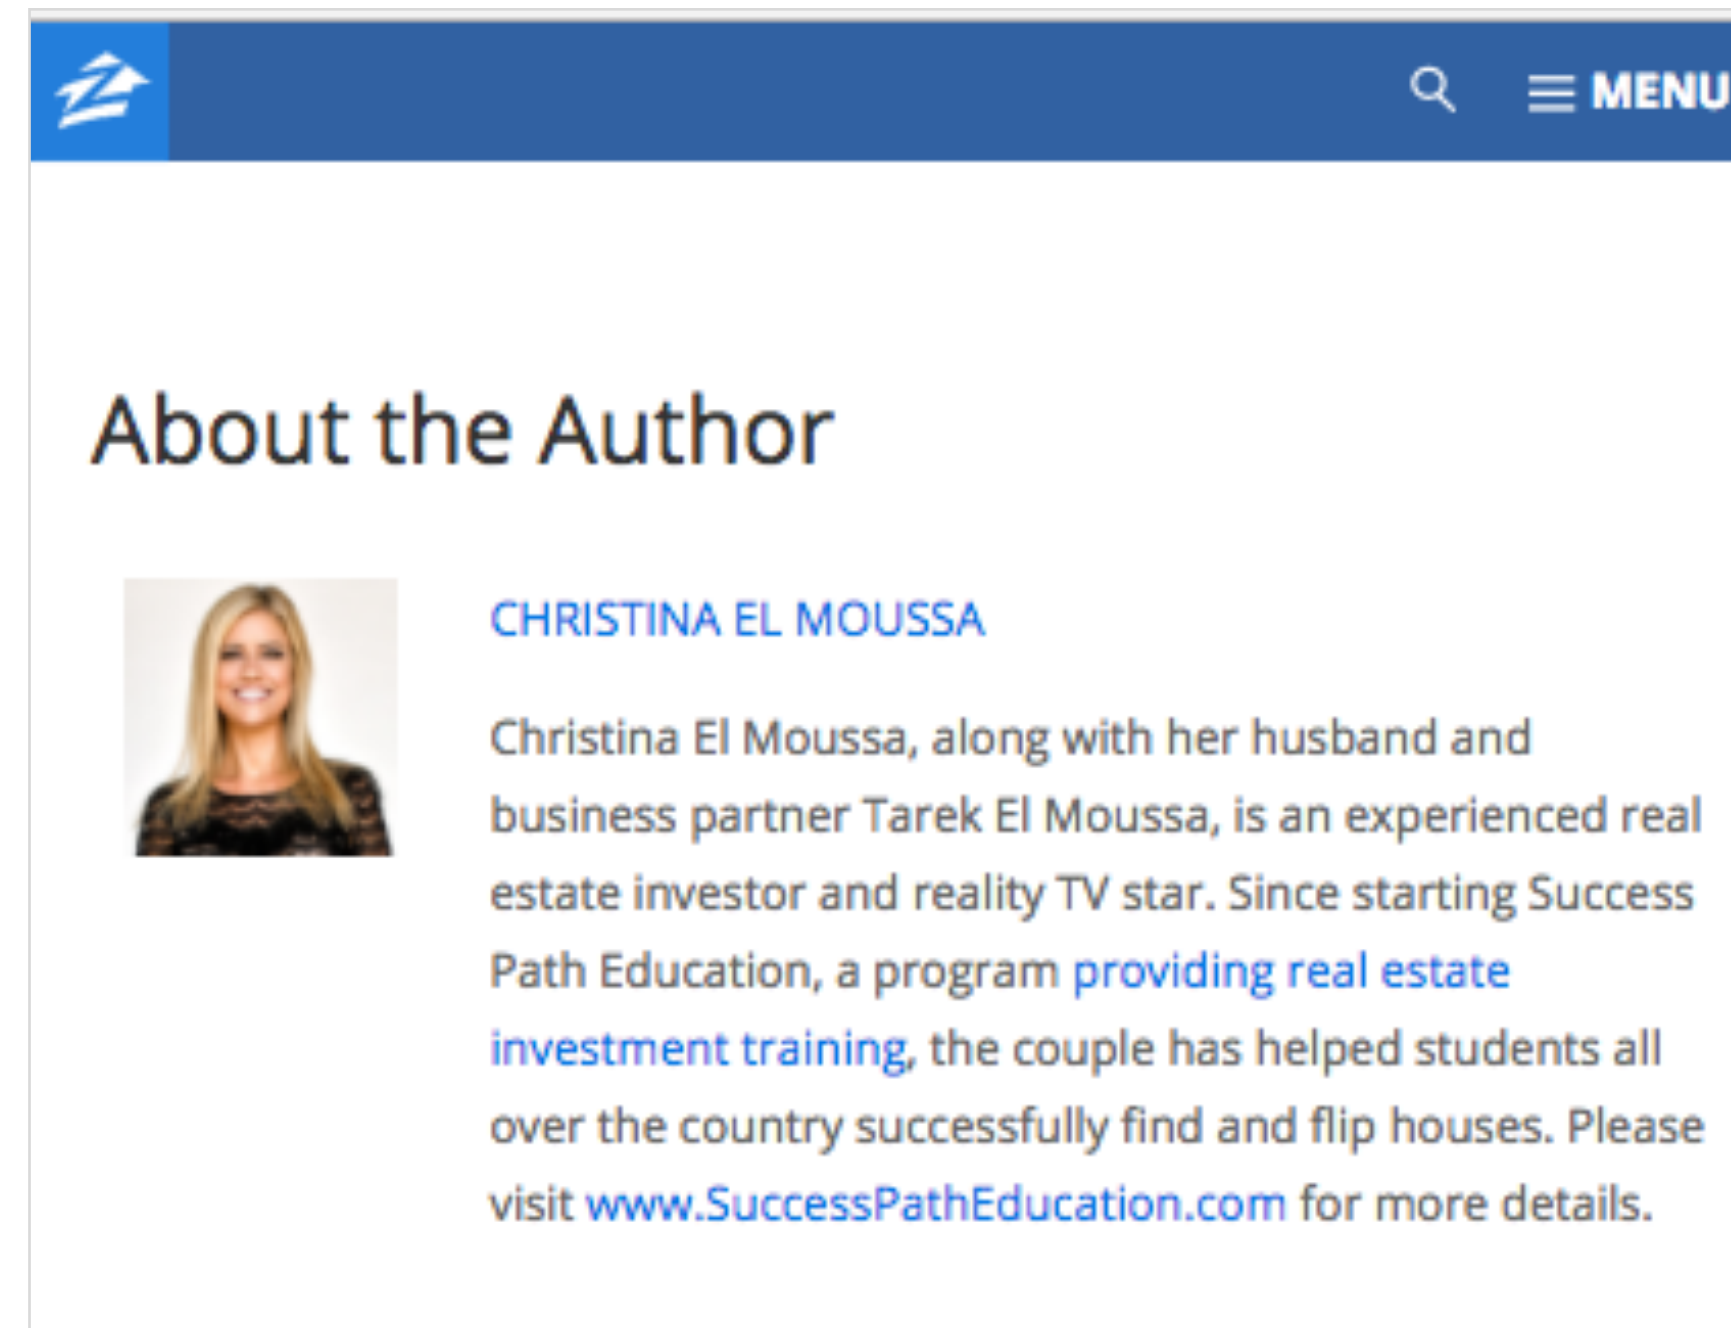 MENU
About the Author
CHRISTINA EL MOUSSA
Christina El Moussa, along with her husband and
business partner Tarek El Moussa, is an experienced real
estate investor and reality TV star. Since starting Success
Path Education, a program providing real estate
investment training, the couple has helped students all
over the country successfully find and flip houses. Please
visit www.SuccessPathEducation.com for more details.